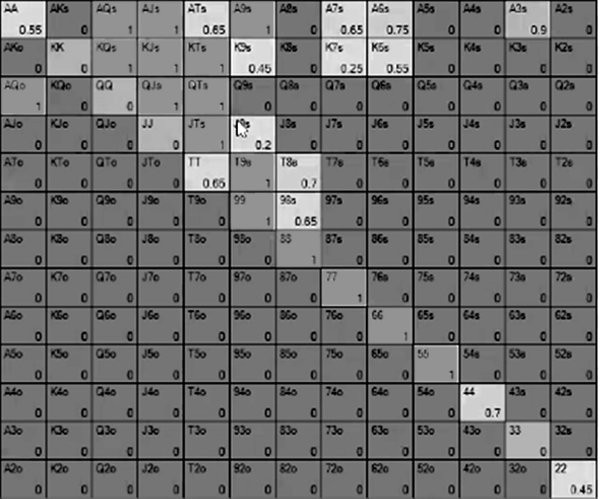 AA AKs AQs AJs ATs A9s A8s A7s A6s A5s A4s A3s A2s
0.55 0 1 1 0.65 1 0 0.65 0.75 0 0 0.9 0
AKo KK KQs KJs KTs K9s K8s K7s K6s K5s K4s K3s K2s
0 0 1 1 1 0.45 0 0.25 0.55 0 0 0 0
AQo KQo QQ QJs QTs Q9s Q8s Q7s Q6s Q5s Q4s Q3s Q2s
1 0 0 1 1 0 0 0 0 0 0 0 0
AJo KJo QJo JJ JTs J8s J7s J6s J5s J4s J3s J2s
0 0 0 0 1 0.2 0 0 0 0 0 0 0
ATo KTo QTo JTo TT T9s T8s T7s T6s T5s T4s T3s T2s
0 0 0 0 0.65 1 0.7 0 0 0 0 0 0
A9o K9o Q9o J9o T9o 99 98s 97s 96s 95s 94s 93s 92s
0 0 0 0 0 1 0.65 0 0 0 0 0 0
A8o K8o Q8o J8o T8o 98o 88 87s 86s 85s 84s 83s 82s
0 0 0 0 0 0 1 0 0 0 0 0 0
A7o K7o Q7o J7o T7o 97o 87o 77 76s 75s 74s 73s 72s
0 0 0 0 0 0 0 1 0 0 0 0 0
A6o K6o Q6o J6o T6o 96o 86o 76o 66 65s 64s 63s 62s
0 0 0 0 0 0 0 0 1 0 0 0 0
A5o K5o Q5o J5o T5o 95o 85o 75o 65o 55 54s 53s 52s
0 0 0 0 0 0 0 0 0 1 0 0 0
A4o K4o Q4o J4o T4o 94o 84o 74o 64o 54o 44 43s 42s
0 0 0 0 0 0 0 0 0 0 0.7 0 0
A3o K3o Q3o J3o T3o 93o 83o 73o 63o 53o 43o 33 32s
0 0 0 0 0 0 0 0 0 0 0 0 0
A2o K2o Q2o J2o T2o 92o 82o 72o 62o 52o 42o 32o 22
0 0 0 0 0 0 0 0 0 0 0 0 0.45